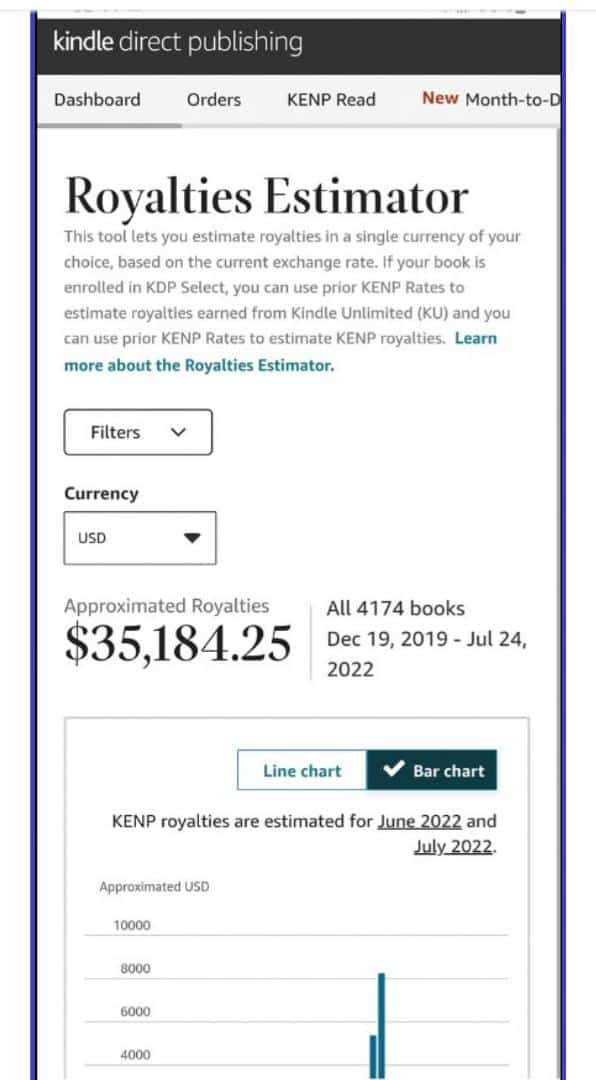 kindle direct publishing
Dashboard Orders KENP Read New Month-to-D
Royalties Estimator
This tool lets you estimate royalties in a single currency of your
choice, based on the current exchange rate. If your book is
enrolled in KDP Select, you can use prior KENP Rates to
estimate royalties earned from Kindle Unlimited (KU) and you
can use prior KENP Rates to estimate KENP royalties. Learn
more about the Royalties Estimator.
Filters
Currency
USD
Approximated Royalties
$35,184.25
All 4174 books
Dec 19, 2019 - Jul 24,
2022
Line chart Bar chart
KENP royalties are estimated for June 2022 and
July 2022.
Approximated USD
10000
8000
6000
4000